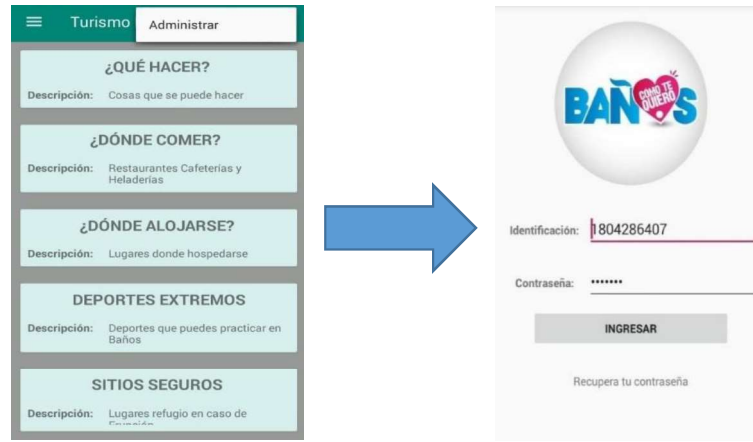 Turismo
Administrar
¿QUÉ HACER?
Descripción: Cosas que se puede hacer
¿DÓNDE COMER?
Descripción: Restaurantes Cafeterías y
Heladerías
¿DÓNDE ALOJARSE?
Descripción: Lugares donde hospedarse
DEPORTES EXTREMOS
Descripción: Deportes que puedes practicar en
Baños
SITIOS SEGUROS
Descripción: Lugares refugio en caso de
BAÑOS
COMO TE
QUIERO
Identificación: 1804286407
Contraseña: •••••••
INGRESAR
Recupera tu contraseña